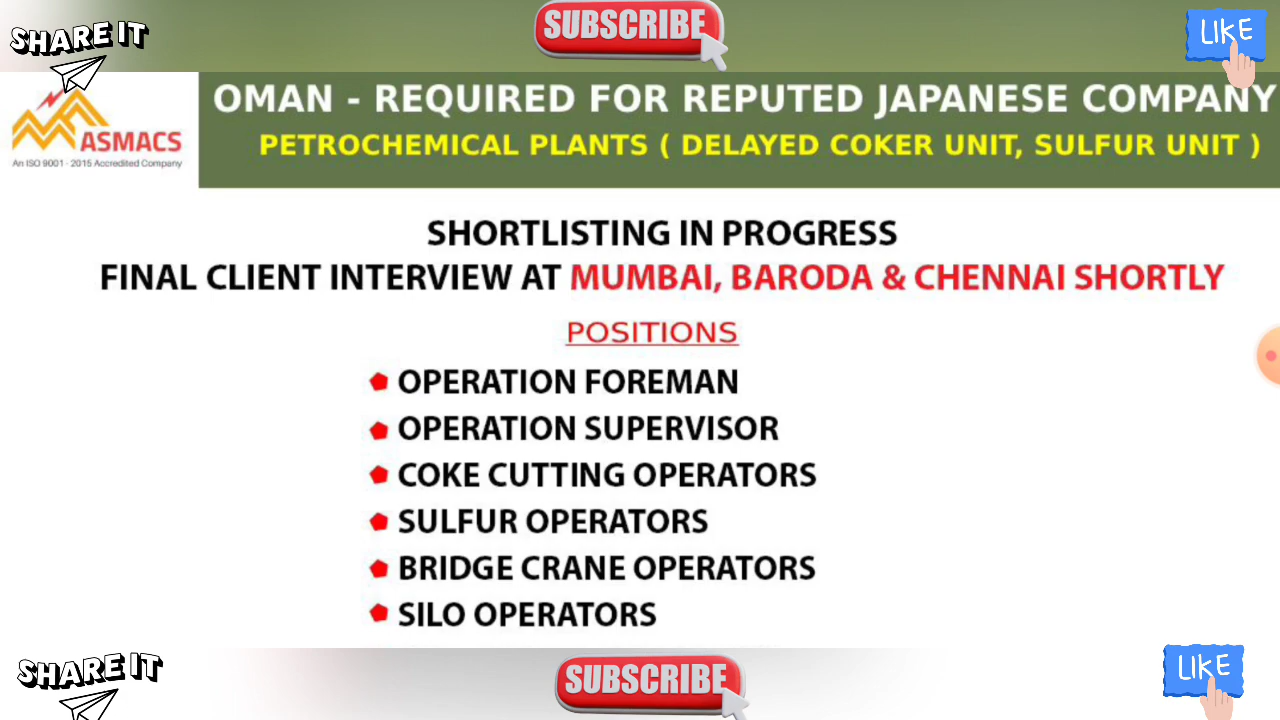 SHARE IT
SUBSCRIBE
LIKE
ASMACS
An ISO 9001 - 2015 Accredited Company
OMAN - REQUIRED FOR REPUTED JAPANESE COMPANY
PETROCHEMICAL PLANTS ( DELAYED COKER UNIT, SULFUR UNIT )
SHORTLISTING IN PROGRESS
FINAL CLIENT INTERVIEW AT MUMBAI, BARODA & CHENNAI SHORTLY
POSITIONS
OPERATION FOREMAN
OPERATION SUPERVISOR
COKE CUTTING OPERATORS
SULFUR OPERATORS
BRIDGE CRANE OPERATORS
SILO OPERATORS
SHARE IT
SUBSCRIBE
LIKE